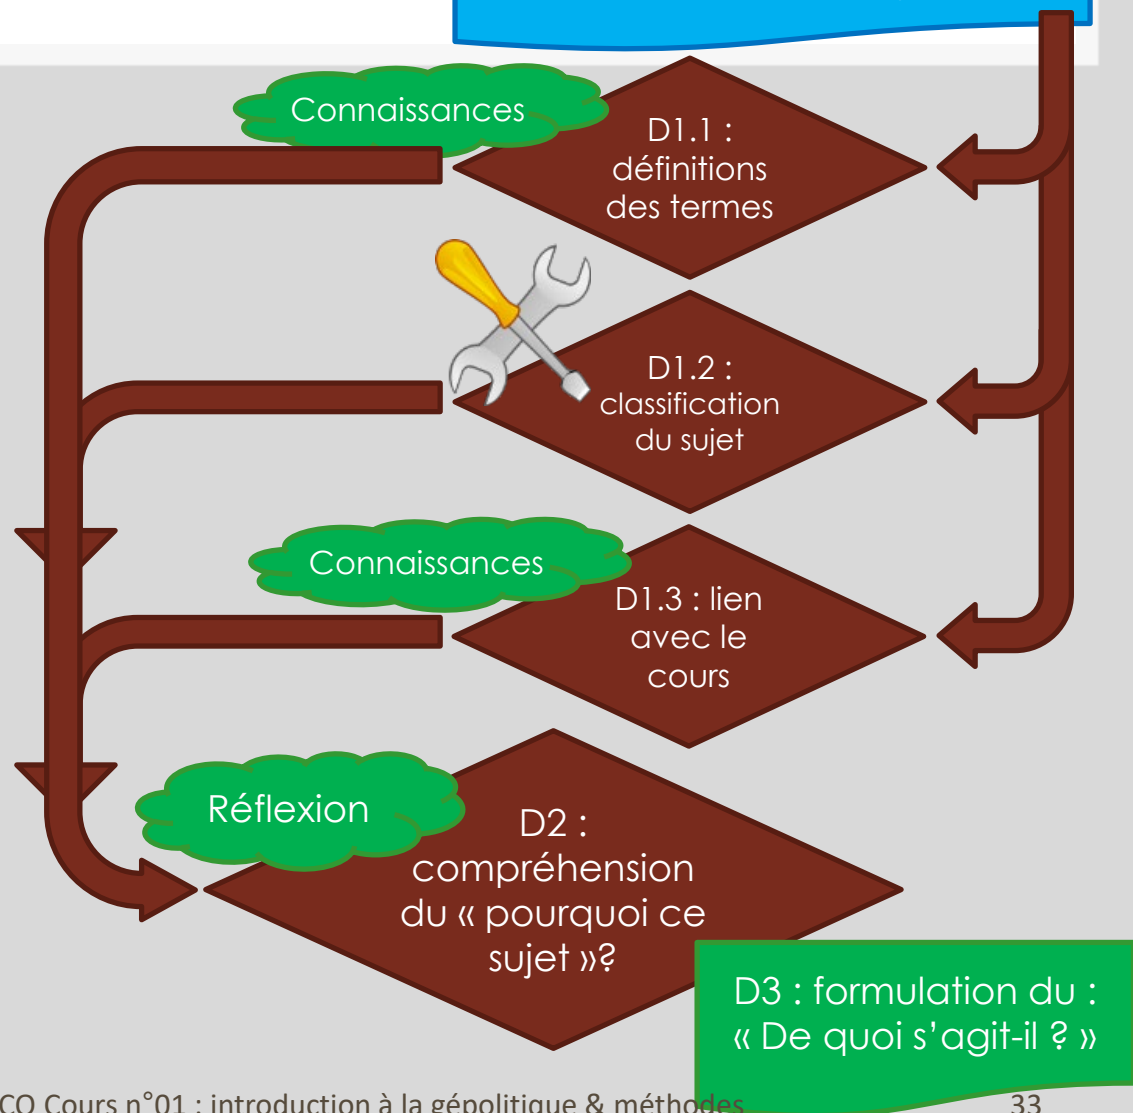 Connaissances
D1.1 :
définitions
des termes
D1.2 :
classification
du sujet
Connaissances
D1.3 : lien
avec le
cours
Réflexion
D2 :
compréhension
du « pourquoi ce
sujet »?
D3 : formulation du :
« De quoi s'agit-il ? »
CO Cours n°01 : introduction à la gépolitique & méthodes
33